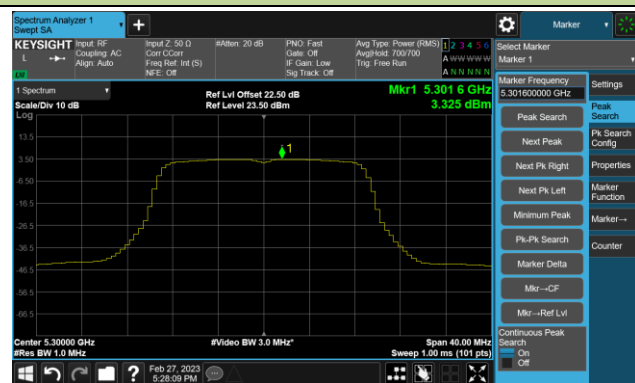 Spectrum Analyzer 1
Swept SA
+
Marker
KEYSIGHT
L
LW
Input: RF
Coupling: AC
Align: Auto
Input Z: 50 Ω
Corr CCorr
Freq Ref: Int (S)
NFE: Off
#Atten: 20 dB
PNO: Fast
Gate: Off
IF Gain: Low
Sig Track: Off
Avg Type: Power (RMS)
Avg|Hold: 700/700
Trig: Free Run
1 2 3 4 5 6
A W W W W W
A N N N N N
Select Marker
Marker 1
1 Spectrum
Scale/Div 10 dB
Log
Ref Lvl Offset 22.50 dB
Ref Level 23.50 dBm
Mkr1 5.301 6 GHz
3.325 dBm
13.5
3.50
-6.50
-16.5
-26.5
-36.5
-46.5
-56.5
-66.5
1
Center 5.30000 GHz
#Res BW 1.0 MHz
#Video BW 3.0 MHz*
Span 40.00 MHz
Sweep 1.00 ms (101 pts)
Marker Frequency
5.301600000 GHz
Peak Search
Next Peak
Next Pk Right
Next Pk Left
Minimum Peak
Pk-Pk Search
Marker Delta
Mkr→CF
Mkr→Ref Lvl
Continuous Peak
Search
On
Off
Settings
Peak
Search
Pk Search
Config
Properties
Marker
Function
Marker→
Counter
?
Feb 27, 2023
5:28:09 PM